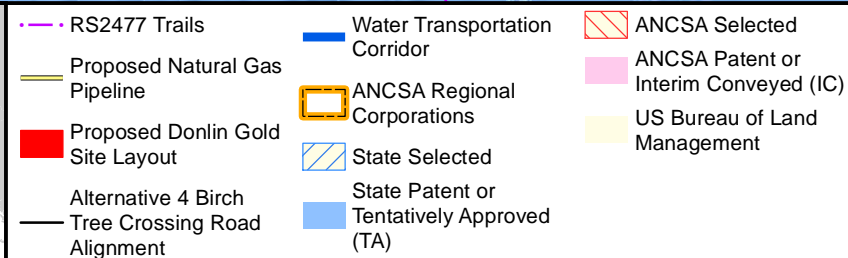 RS2477 Trails
Proposed Natural Gas
Pipeline
Proposed Donlin Gold
Site Layout
Alternative 4 Birch
Tree Crossing Road
Alignment
Water Transportation
Corridor
ANCSA Regional
Corporations
State Selected
State Patent or
Tentatively Approved
(TA)
ANCSA Selected
ANCSA Patent or
Interim Conveyed (IC)
US Bureau of Land
Management